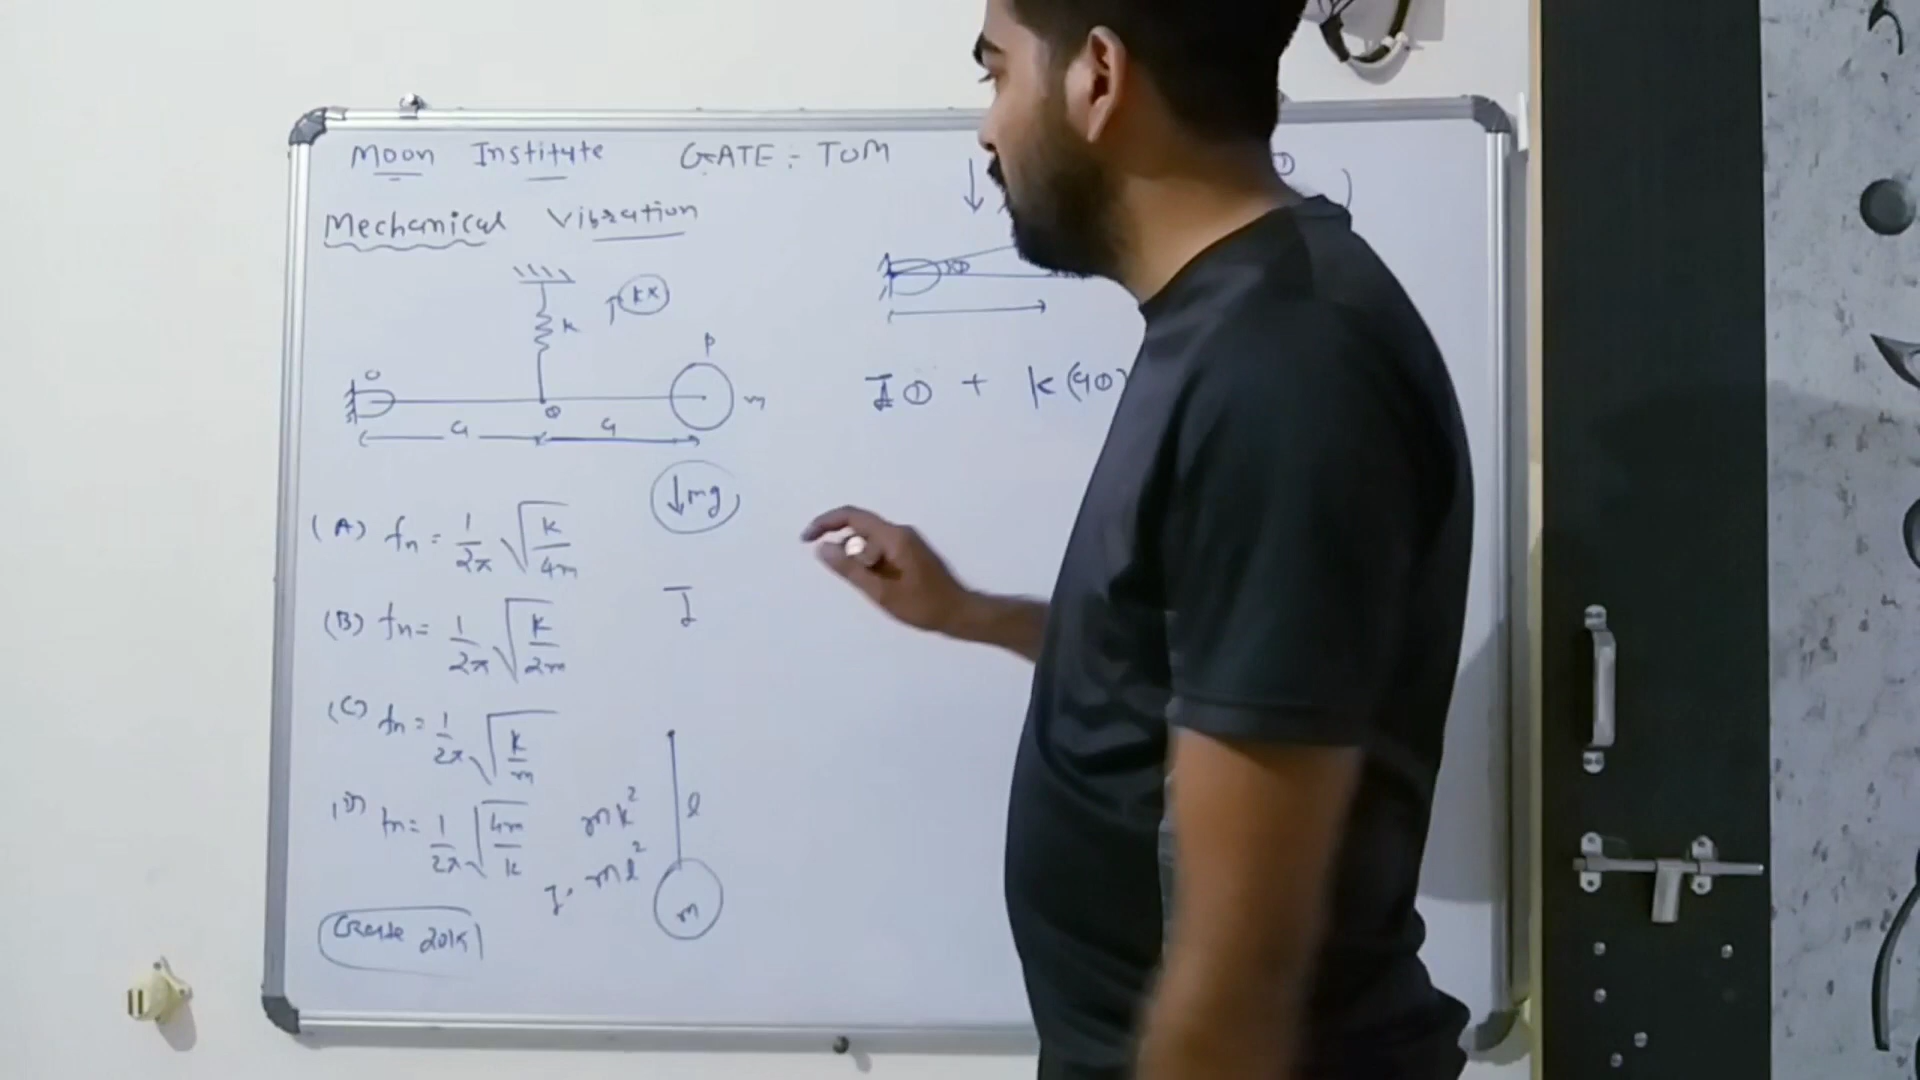 Moon Institute GATE : TOM
Mechanical Vibration
kx
k
P
O
m
Q
a a
↓mg
(A) fn = 1/2π √k/4m
(B) fn = 1/2π √k/2m
(C) fn = 1/2π √k/m
(D) fn = 1/2π √4m/k
I
l
mk²
I = ml²
m
Gate
θ
Iθ + k(aθ)